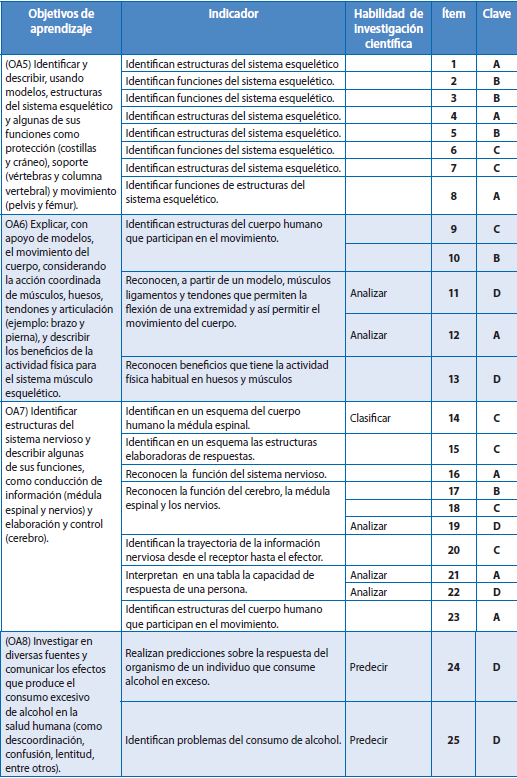 Objetivos de
aprendizaje
Indicador
Habilidad de
investigación
científica
Ítem
Clave
(OA5) Identificar y
describir, usando
modelos, estructuras
del sistema esquelético
y algunas de sus
funciones como
protección (costillas
y cráneo), soporte
(vértebras y columna
vertebral) y movimiento
(pelvis y fémur).
Identifican estructuras del sistema esquelético
1
A
Identifican funciones del sistema esquelético.
2
B
Identifican funciones del sistema esquelético.
3
B
Identifican estructuras del sistema esquelético.
4
A
Identifican estructuras del sistema esquelético.
5
B
Identifican funciones del sistema esquelético.
6
C
Identifican estructuras del sistema esquelético.
7
C
Identificar funciones de estructuras del
sistema esquelético.
8
A
OA6) Explicar, con
apoyo de modelos,
el movimiento del
cuerpo, considerando
la acción coordinada
de músculos, huesos,
tendones y articulación
(ejemplo: brazo y
pierna), y describir
los beneficios de la
actividad física para
el sistema músculo
esquelético.
Identifican estructuras del cuerpo humano
que participan en el movimiento.
9
C
10
B
Reconocen, a partir de un modelo, músculos
ligamentos y tendones que permiten la
flexión de una extremidad y así permitir el
movimiento del cuerpo.
Analizar
11
D
Analizar
12
A
Reconocen beneficios que tiene la actividad
física habitual en huesos y músculos
13
D
OA7) Identificar
estructuras del
sistema nervioso y
describir algunas
de sus funciones,
como conducción de
información (médula
espinal y nervios) y
elaboración y control
(cerebro).
Identifican en un esquema del cuerpo
humano la médula espinal.
Clasificar
14
C
Identifican en un esquema las estructuras
elaboradoras de respuestas.
15
C
Reconocen la función del sistema nervioso.
16
A
Reconocen la función del cerebro, la médula
espinal y los nervios.
17
B
18
C
Analizar
19
D
Identifican la trayectoria de la información
nerviosa desde el receptor hasta el efector.
20
C
Interpretan en una tabla la capacidad de
respuesta de una persona.
Analizar
21
A
Analizar
22
D
Identifican estructuras del cuerpo humano
que participan en el movimiento.
23
A
(OA8) Investigar en
diversas fuentes y
comunicar los efectos
que produce el
consumo excesivo
de alcohol en la
salud humana (como
descoordinación,
confusión, lentitud,
entre otros).
Realizan predicciones sobre la respuesta del
organismo de un individuo que consume
alcohol en exceso.
Predecir
24
D
Identifican problemas del consumo de alcohol.
Predecir
25
D